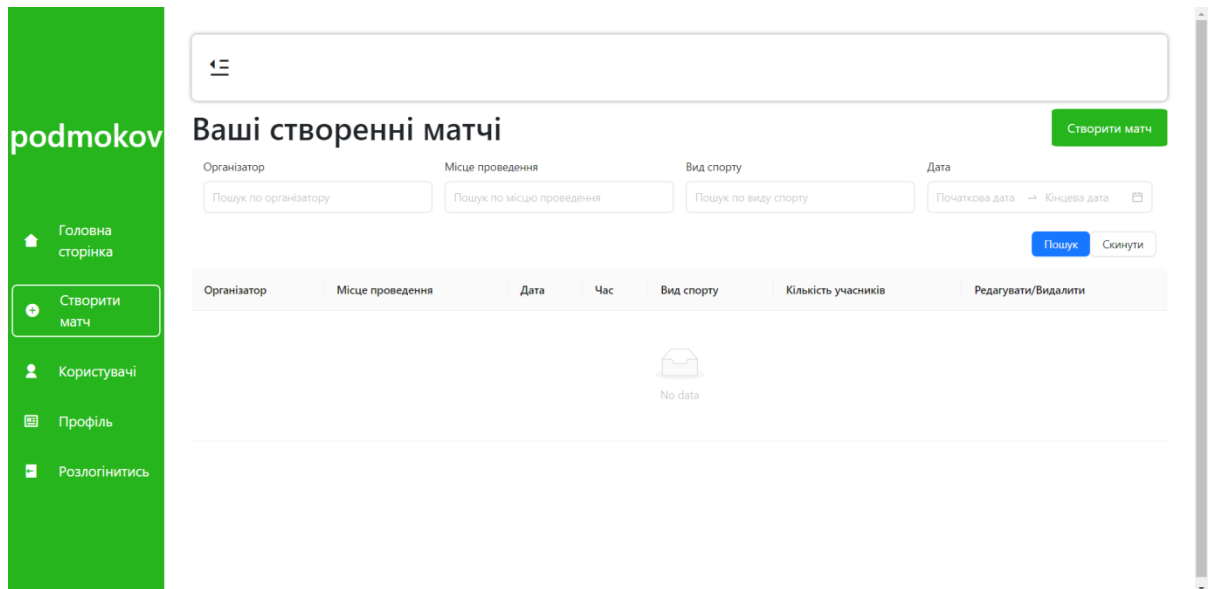 podmokov
Головна
сторінка
Створити
матч
Користувачі
Профіль
Розлогінитись
Ваші створенні матчі
Створити матч
Організатор Місце проведення Вид спорту Дата
Пошук по організатору Пошук по місцю проведення Пошук по виду спорту Початкова дата → Кінцева дата
Пошук Скинути
Організатор Місце проведення Дата Час Вид спорту Кількість учасників Редагувати/Видалити
No data